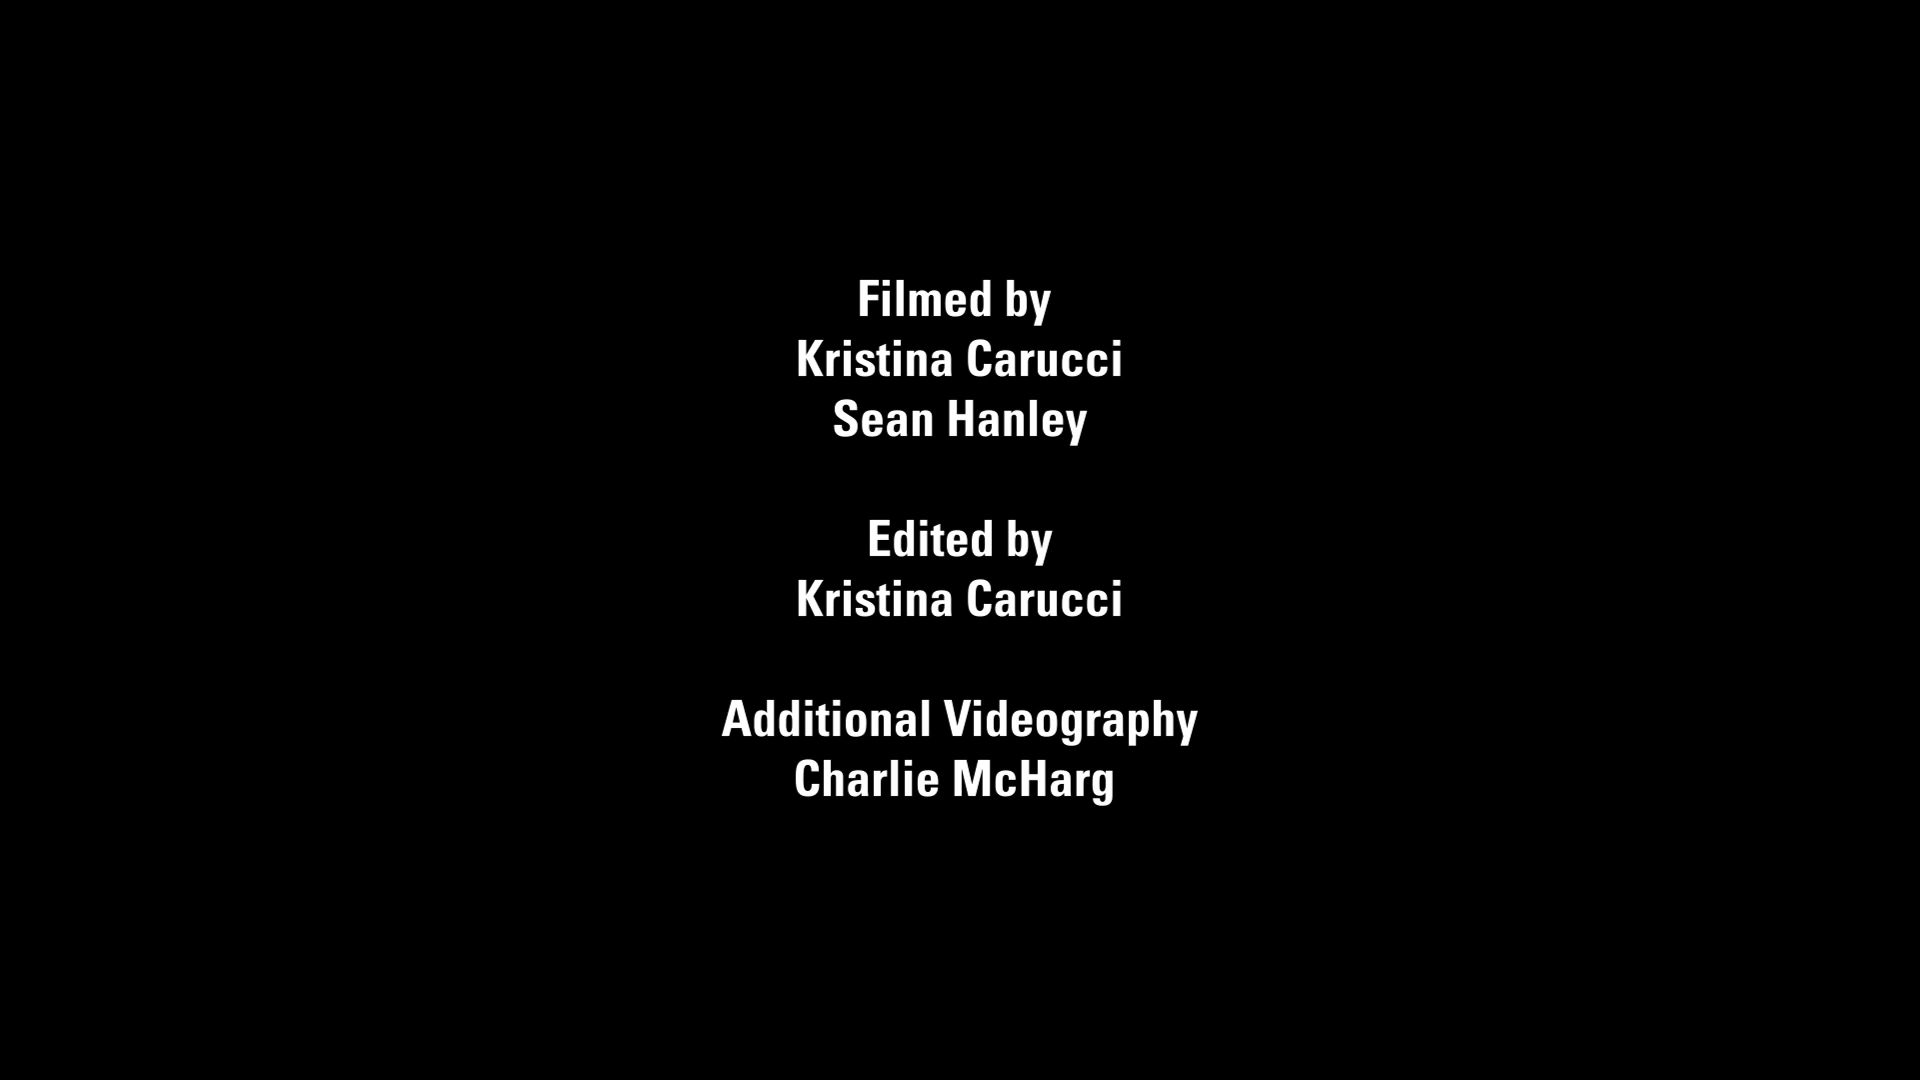 Filmed by
Kristina Carucci
Sean Hanley
Edited by
Kristina Carucci
Additional Videography
Charlie McHarg